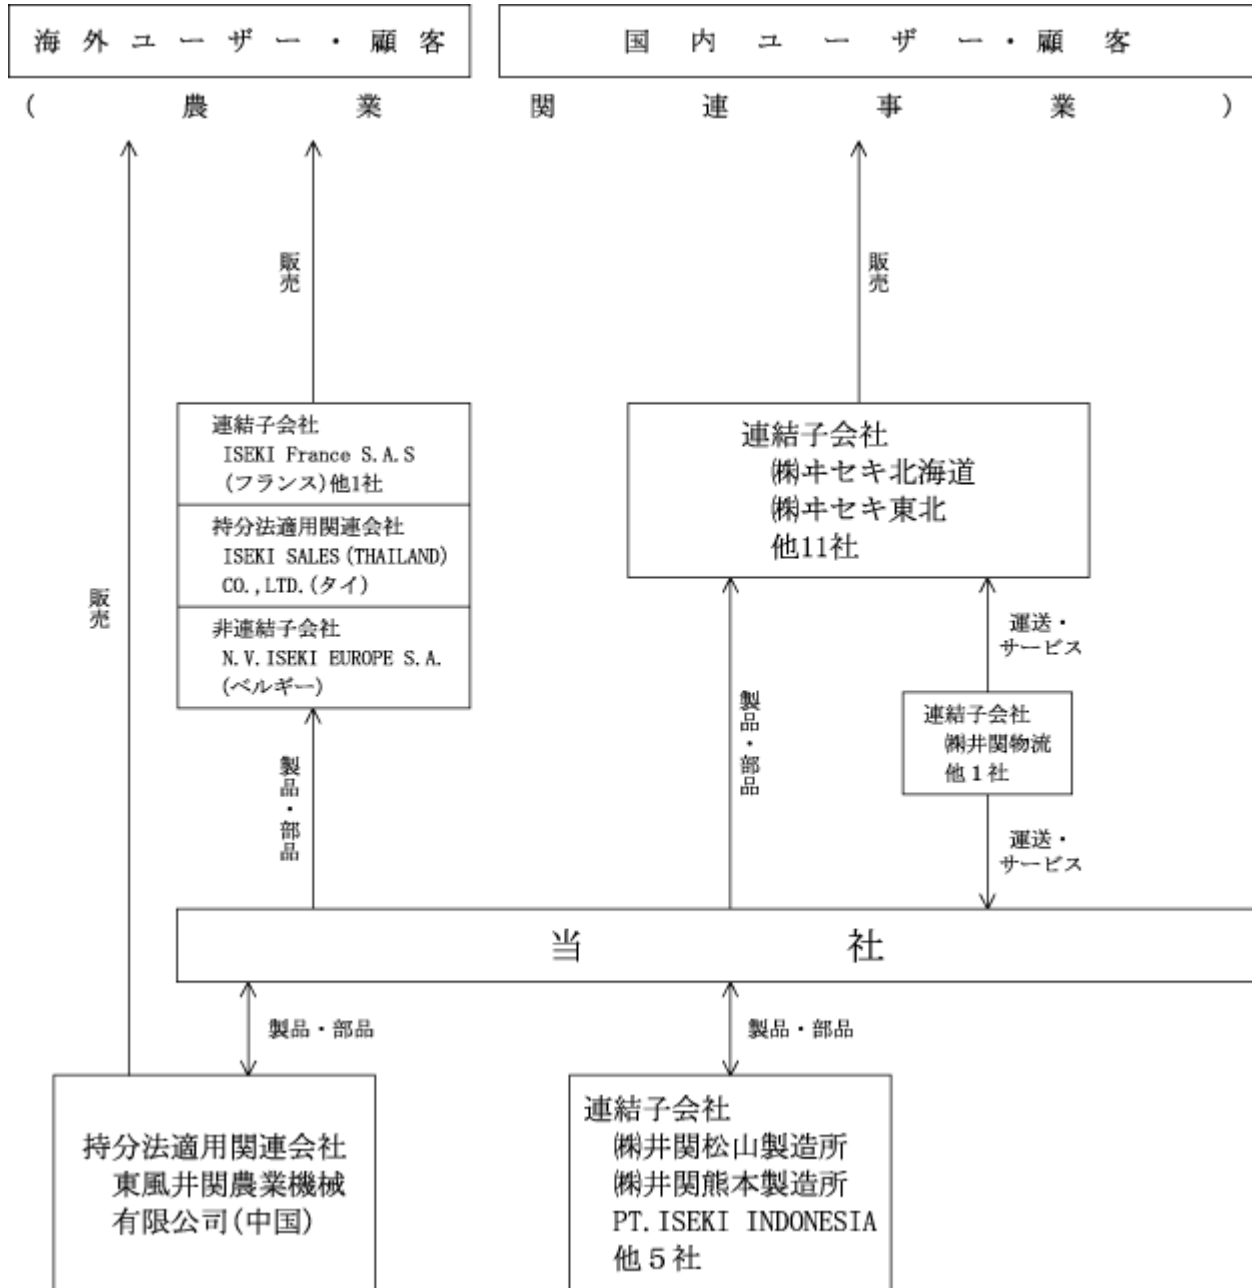 海外ユーザー・顧客
国内ユーザー・顧客
(農業関連事業)
販売
販売
連結子会社
ISEKI France S.A.S
(フランス)他1社
持分法適用関連会社
ISEKI SALES(THAILAND)
CO.,LTD.(タイ)
非連結子会社
N.V.ISEKI EUROPE S.A.
(ベルギー)
連結子会社
㈱ヰセキ北海道
㈱ヰセキ東北
他11社
販売
運送・
サービス
連結子会社
㈱井関物流
他1社
製品・部品
製品・部品
運送・
サービス
当社
製品・部品
製品・部品
持分法適用関連会社
東風井関農業機械
有限公司(中国)
連結子会社
㈱井関松山製造所
㈱井関熊本製造所
PT.ISEKI INDONESIA
他5社